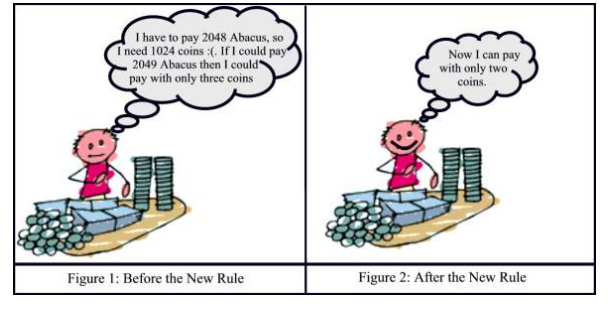 I have to pay 2048 Abacus, so
I need 1024 coins :(. If I could pay
2049 Abacus then I could
pay with only three coins
Now I can pay
with only two
coins.
Figure 1: Before the New Rule
Figure 2: After the New Rule